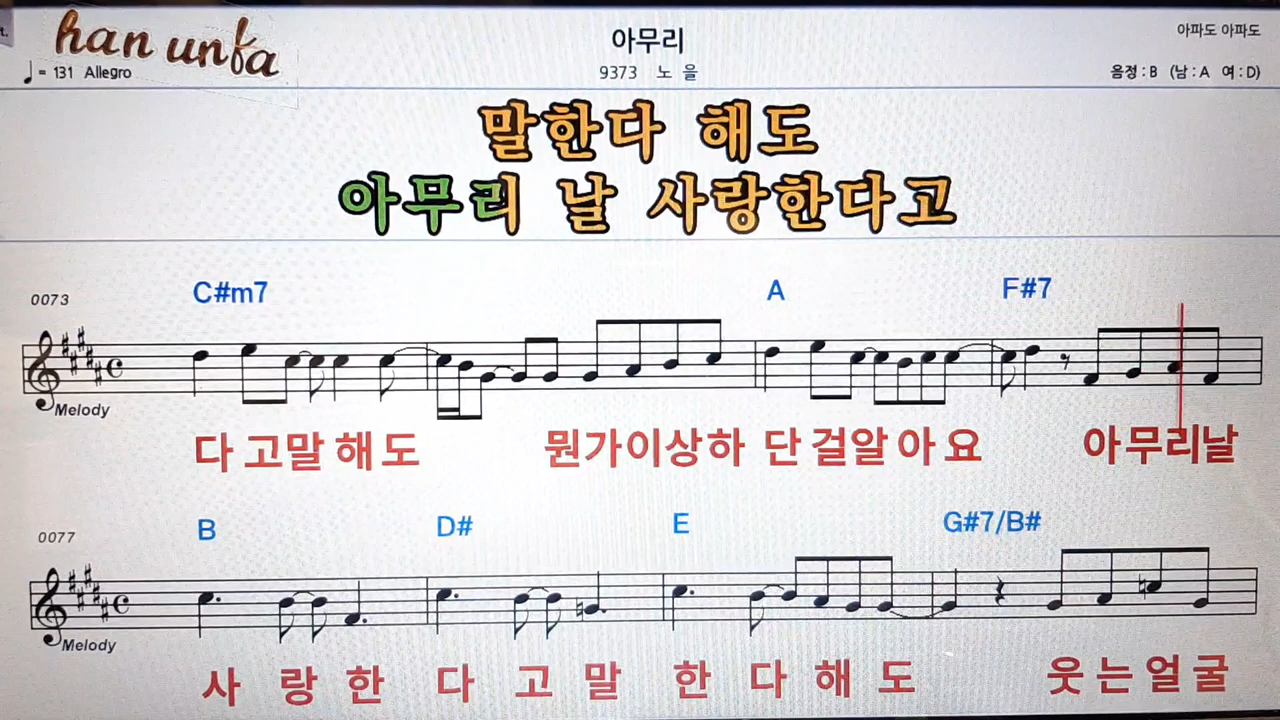 han unfa
아무리
아파도 아파도
= 131 Allegro
9373 노 을
음정 : B (남 : A 여 : D)
말한다 해도
아무리 날 사랑한다고
0073
C#m7 A F#7
Melody
다 고말 해도 뭔가이상하 단 걸알 아 요 아무리날
0077
B D# E G#7/B#
Melody
사 랑 한 다 고 말 한 다 해 도 웃 는 얼 굴